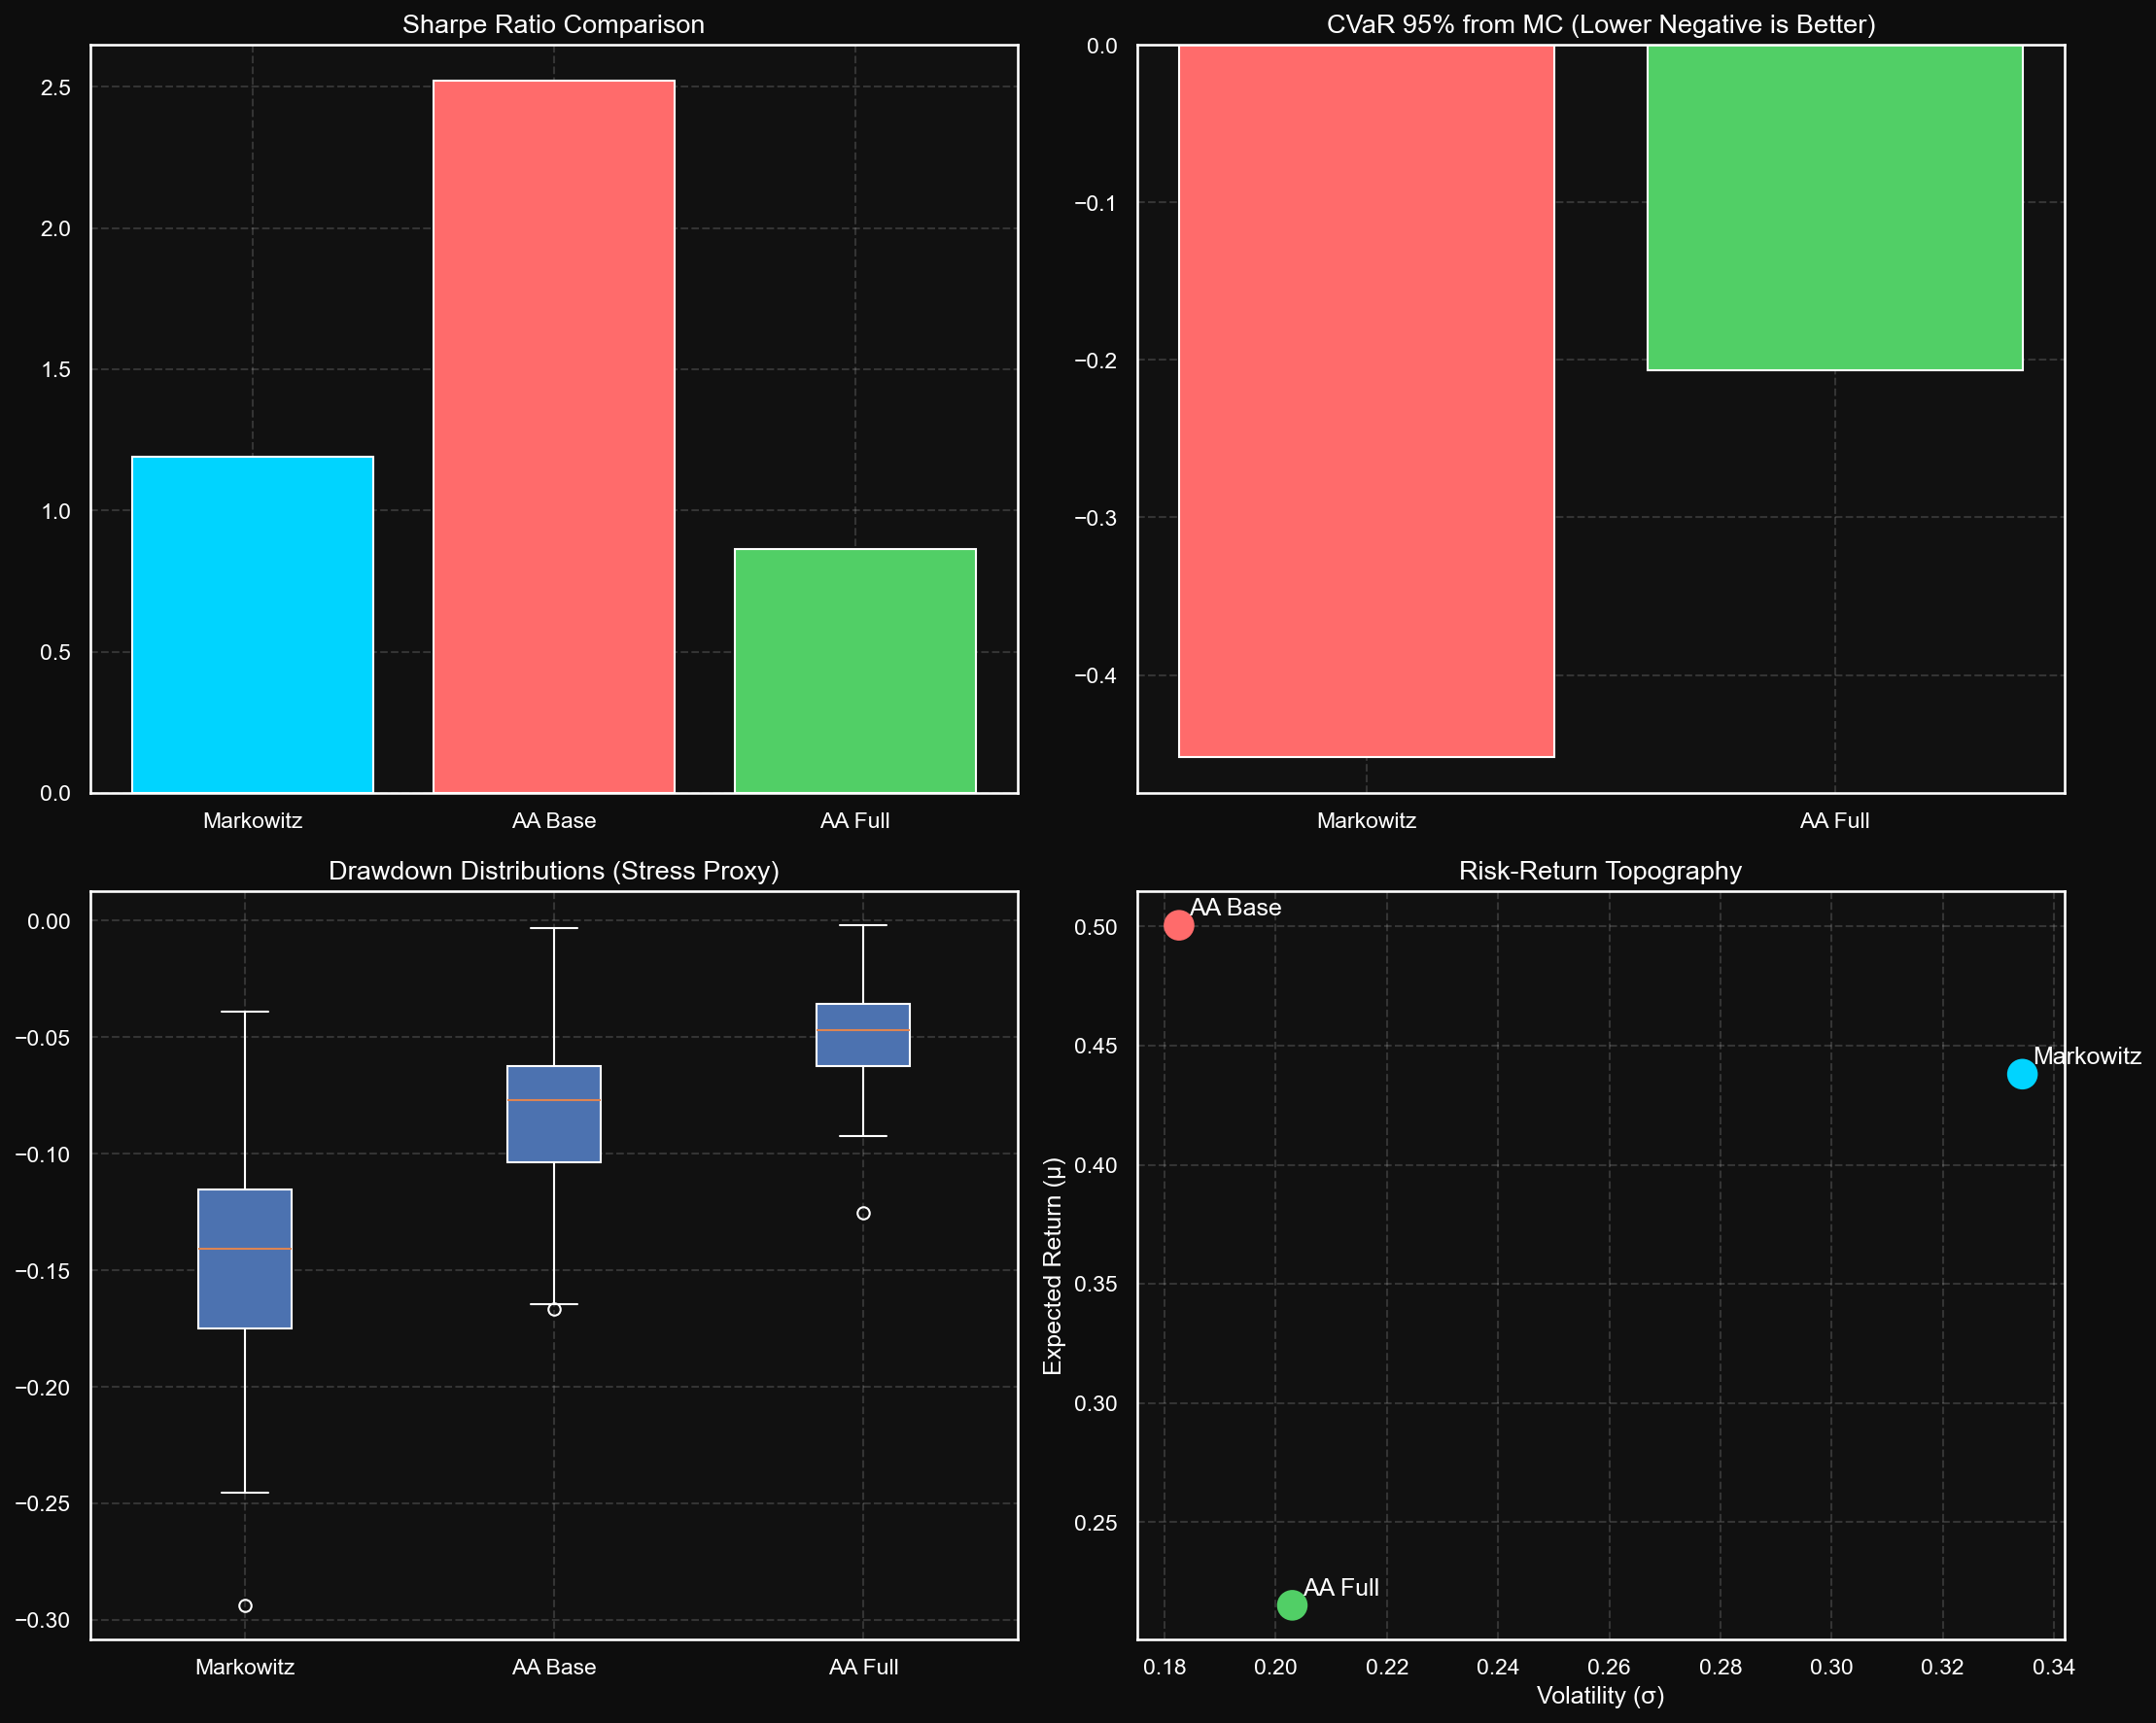 Sharpe Ratio Comparison
2.5
2.0
1.5
1.0
0.5
0.0
Markowitz
AA Base
AA Full
CVaR 95% from MC (Lower Negative is Better)
0.0
−0.1
−0.2
−0.3
−0.4
Markowitz
AA Full
Drawdown Distributions (Stress Proxy)
0.00
−0.05
−0.10
−0.15
−0.20
−0.25
−0.30
Markowitz
AA Base
AA Full
Risk-Return Topography
Expected Return (μ)
0.50
0.45
0.40
0.35
0.30
0.25
AA Base
Markowitz
AA Full
0.18
0.20
0.22
0.24
0.26
0.28
0.30
0.32
0.34
Volatility (σ)